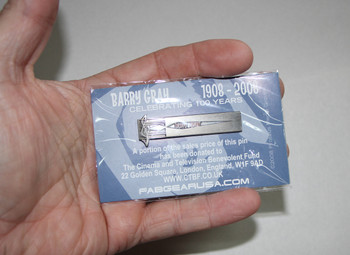 BARRY GRAY 1908 - 2008
CELEBRATING 100 YEARS
A portion of the sales price of this pin
has been donated to
The Cinema and Television Benevolent Fund
22 Golden Square, London, England, W1F 9AD
WWW.CTBF.CO.UK
FABGEARUSA.COM